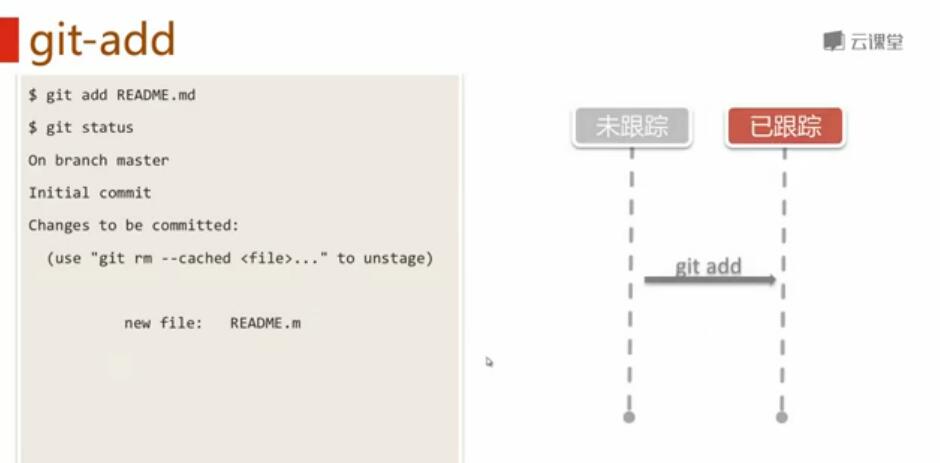 git-add
云课堂
$ git add README.md
$ git status
On branch master
Initial commit
Changes to be committed:
(use "git rm --cached <file>..." to unstage)
new file: README.m
未跟踪
已跟踪
git add